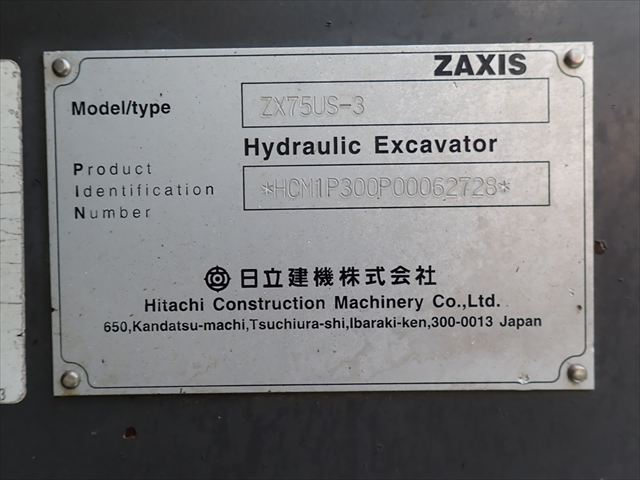 ZAXIS
Model/type ZX75US-3
Hydraulic Excavator
Product
Identification *HCM1P300P00062728*
Number
日立建機株式会社
Hitachi Construction Machinery Co.,Ltd.
650,Kandatsu-machi,Tsuchiura-shi,Ibaraki-ken,300-0013 Japan
3